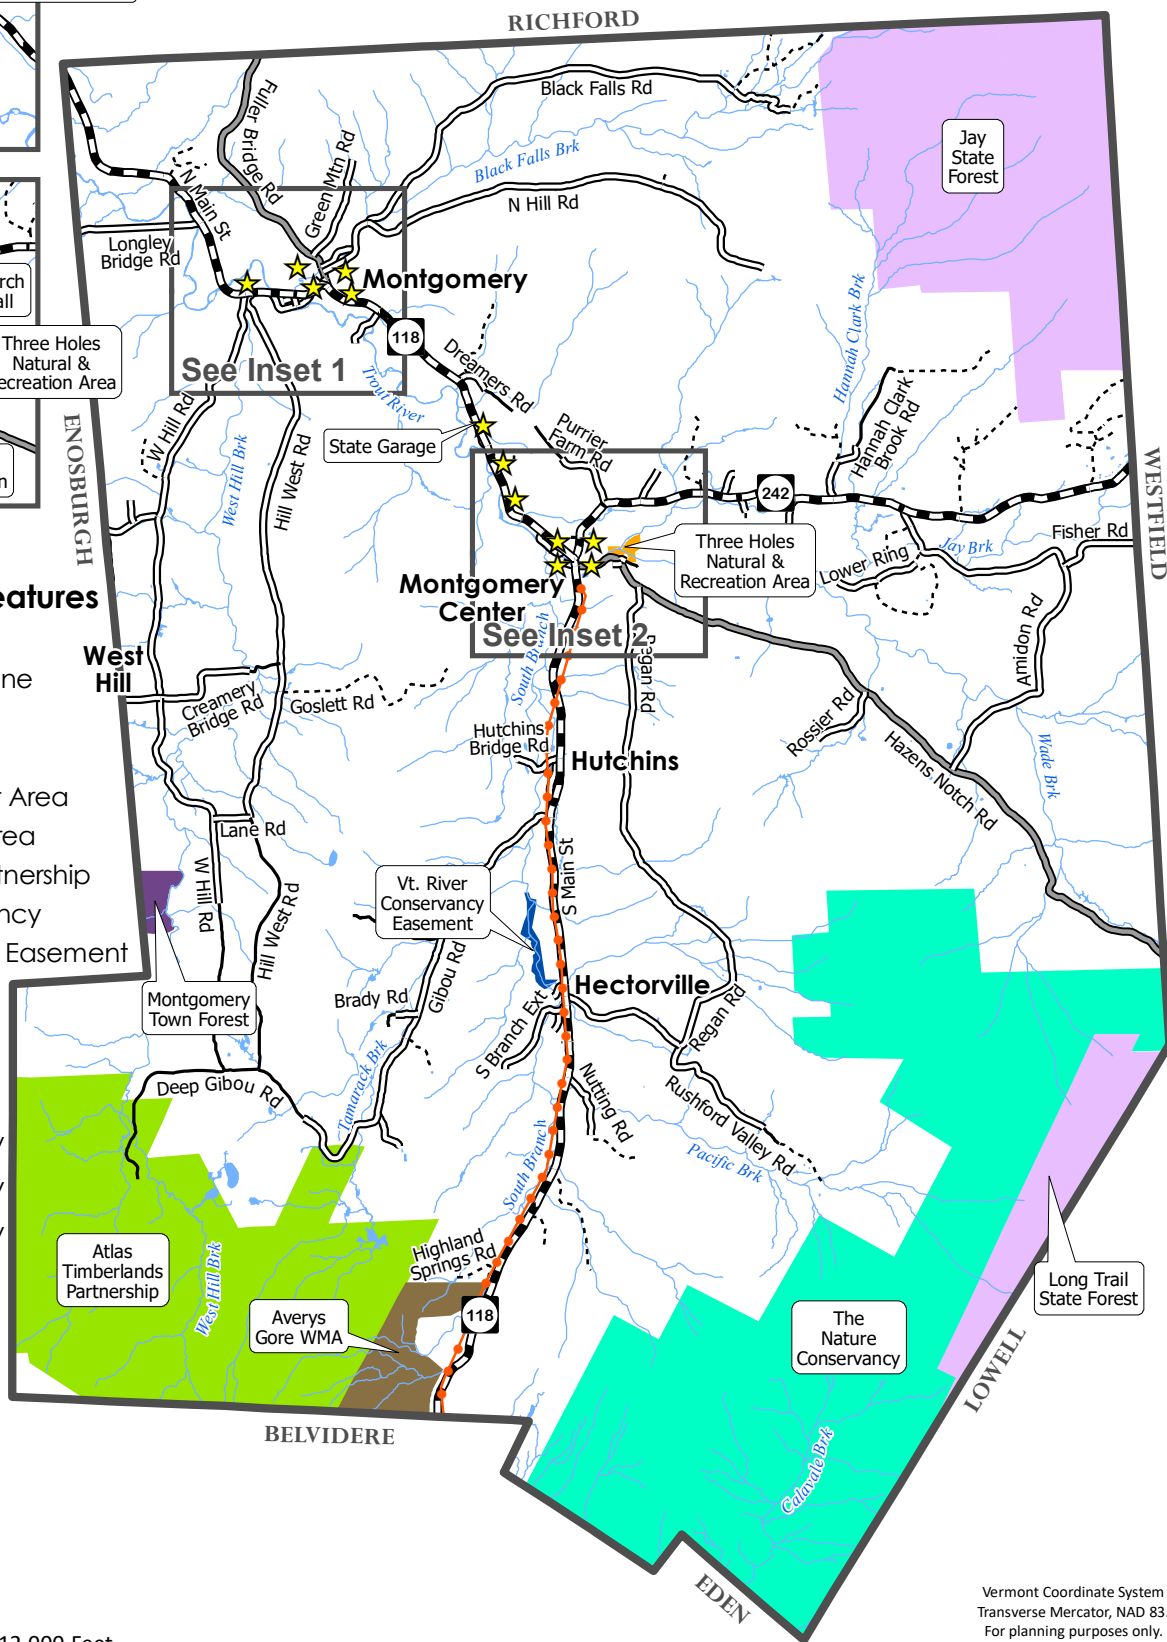 RICHFORD
Fuller Bridge Rd
Black Falls Rd
Green Mtn Rd
Black Falls Brk
Jay
State
Forest
N Main St
N Hill Rd
Longley
Bridge Rd
Montgomery
118
Hannah Clark Brk
Three Holes
Natural &
See Inset 1
Dreamers Rd
Trout River
ENOSBURGH
W Hill Rd
West Hill Brk
Hill West Rd
State Garage
Purrier
Farm Rd
Hannah Clark
Brook Rd
WESTFIELD
242
Three Holes
Natural &
Recreation Area
Lower Ring
Jay Brk
Fisher Rd
Montgomery
Center
See Inset 2
South Branch
Regan Rd
Amidon Rd
West
Hill
Creamery
Bridge Rd
Goslett Rd
Hutchins
Bridge Rd
Hutchins
Rossier Rd
Hazens Notch Rd
Wade Brk
Area
Lane Rd
W Hill Rd
Hill West Rd
Vt. River
Conservancy
Easement
S Main St
Easement
Montgomery
Town Forest
Brady Rd
Gibou Rd
Hectorville
S Branch Ext
Regan Rd
Deep Gibou Rd
Tamarack Brk
Nutting Rd
Rushford Valley Rd
Pacific Brk
South Branch
Atlas
Timberlands
Partnership
West Hill Brk
Highland
Springs Rd
Averys
Gore WMA
118
The
Nature
Conservancy
Long Trail
State Forest
LOWELL
BELVIDERE
Calavale Brk
EDEN
Vermont Coordinate System
Transverse Mercator, NAD 83.
For planning purposes only.